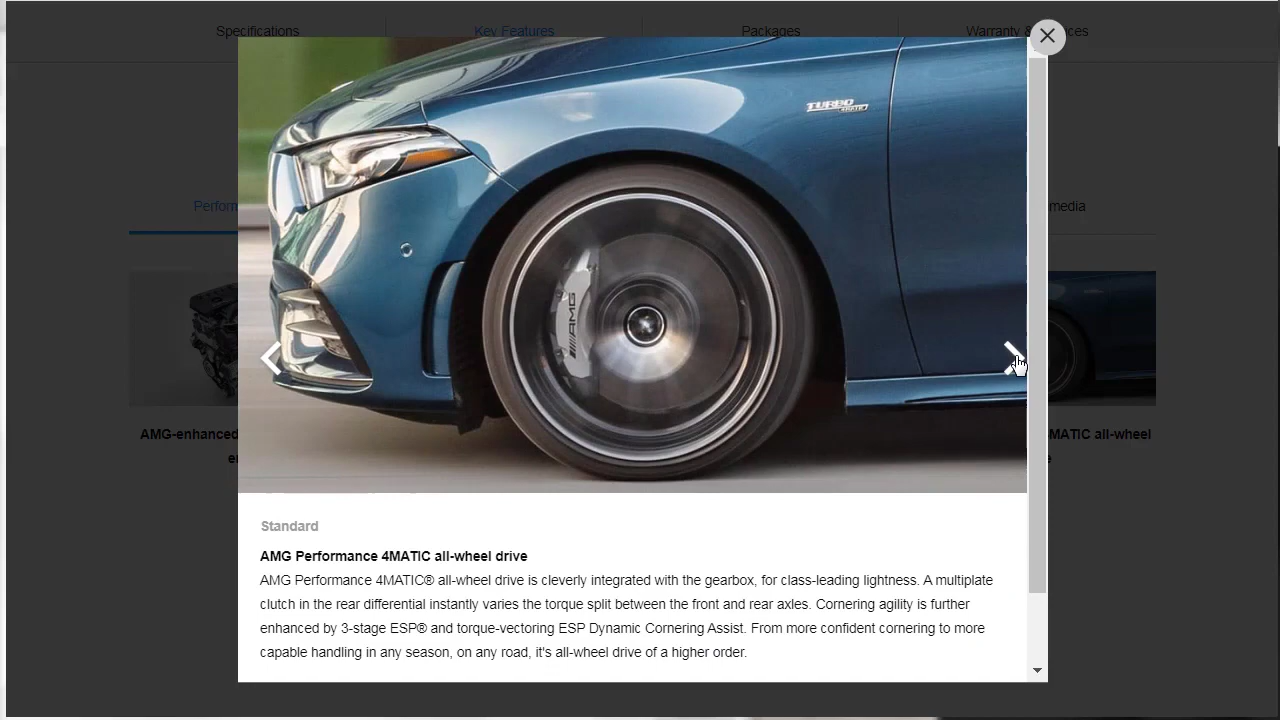 Specifications
Key Features
Packages
Warranty &
ces
TURBO
4MATIC
AMG
Perform
media
AMG-enhanced
MATIC all-wheel
e
e
Standard
AMG Performance 4MATIC all-wheel drive
AMG Performance 4MATIC® all-wheel drive is cleverly integrated with the gearbox, for class-leading lightness. A multiplate
clutch in the rear differential instantly varies the torque split between the front and rear axles. Cornering agility is further
enhanced by 3-stage ESP® and torque-vectoring ESP Dynamic Cornering Assist. From more confident cornering to more
capable handling in any season, on any road, it's all-wheel drive of a higher order.